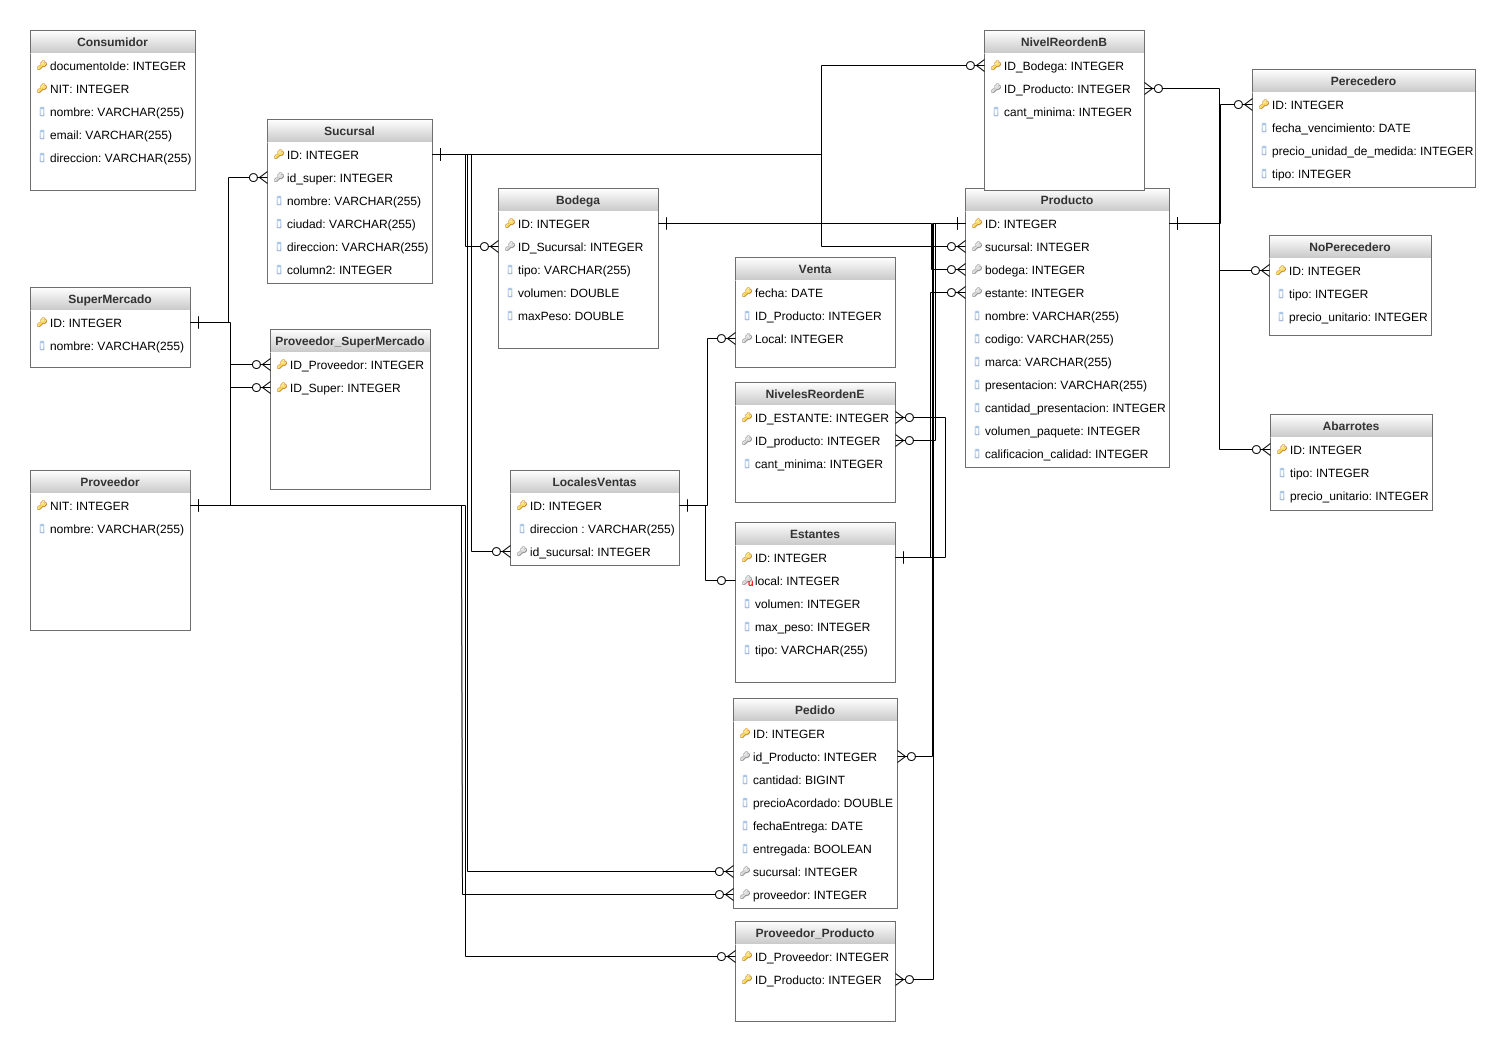 Consumidor
documentoIde: INTEGER
NIT: INTEGER
nombre: VARCHAR(255)
email: VARCHAR(255)
direccion: VARCHAR(255)
Sucursal
ID: INTEGER
id_super: INTEGER
nombre: VARCHAR(255)
ciudad: VARCHAR(255)
direccion: VARCHAR(255)
column2: INTEGER
SuperMercado
ID: INTEGER
nombre: VARCHAR(255)
Proveedor_SuperMercado
ID_Proveedor: INTEGER
ID_Super: INTEGER
Proveedor
NIT: INTEGER
nombre: VARCHAR(255)
Bodega
ID: INTEGER
ID_Sucursal: INTEGER
tipo: VARCHAR(255)
volumen: DOUBLE
maxPeso: DOUBLE
LocalesVentas
ID: INTEGER
direccion : VARCHAR(255)
id_sucursal: INTEGER
Venta
fecha: DATE
ID_Producto: INTEGER
Local: INTEGER
NivelesReordenE
ID_ESTANTE: INTEGER
ID_producto: INTEGER
cant_minima: INTEGER
Estantes
ID: INTEGER
local: INTEGER
volumen: INTEGER
max_peso: INTEGER
tipo: VARCHAR(255)
Pedido
ID: INTEGER
id_Producto: INTEGER
cantidad: BIGINT
precioAcordado: DOUBLE
fechaEntrega: DATE
entregada: BOOLEAN
sucursal: INTEGER
proveedor: INTEGER
Proveedor_Producto
ID_Proveedor: INTEGER
ID_Producto: INTEGER
NivelReordenB
ID_Bodega: INTEGER
ID_Producto: INTEGER
cant_minima: INTEGER
Producto
ID: INTEGER
sucursal: INTEGER
bodega: INTEGER
estante: INTEGER
nombre: VARCHAR(255)
codigo: VARCHAR(255)
marca: VARCHAR(255)
presentacion: VARCHAR(255)
cantidad_presentacion: INTEGER
volumen_paquete: INTEGER
calificacion_calidad: INTEGER
Perecedero
ID: INTEGER
fecha_vencimiento: DATE
precio_unidad_de_medida: INTEGER
tipo: INTEGER
NoPerecedero
ID: INTEGER
tipo: INTEGER
precio_unitario: INTEGER
Abarrotes
ID: INTEGER
tipo: INTEGER
precio_unitario: INTEGER